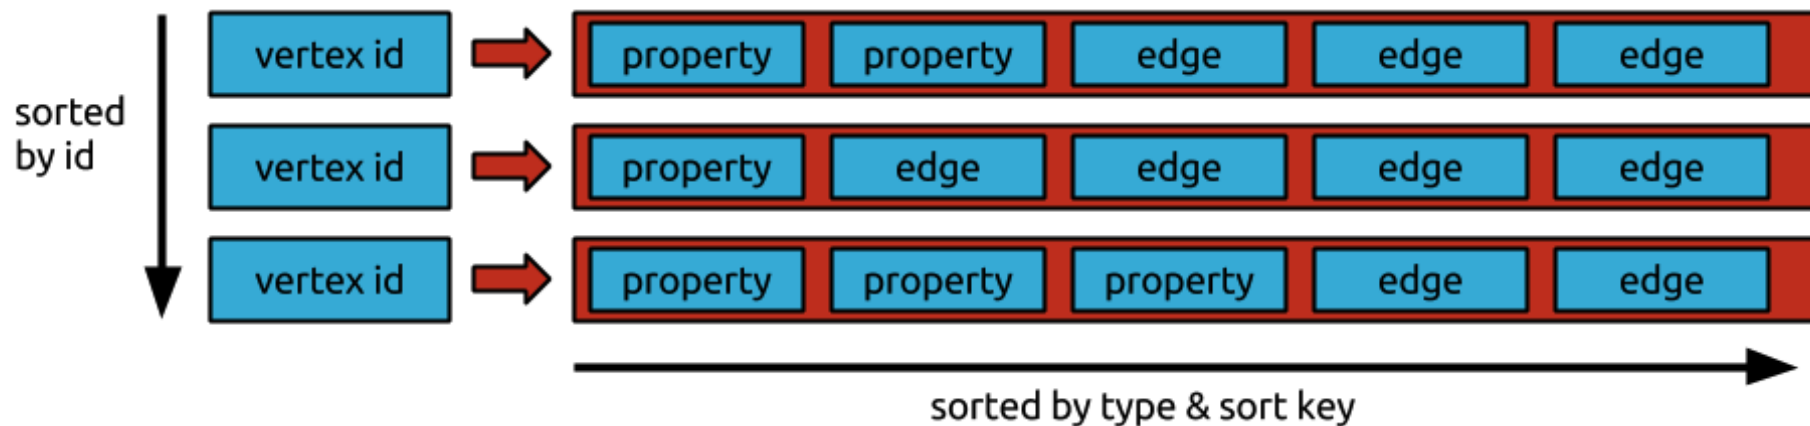 vertex id property property edge edge edge
sorted
by id
vertex id property edge edge edge edge
vertex id property property property edge edge
sorted by type & sort key